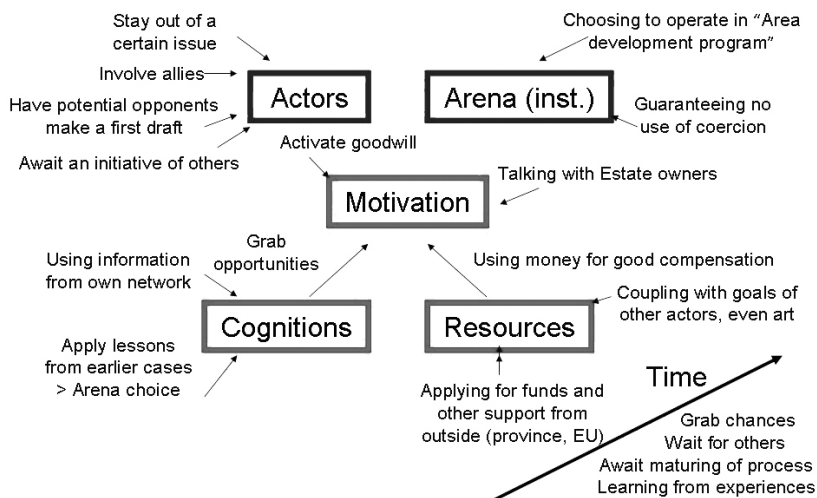 Stay out of a
certain issue
Involve allies
Have potential opponents
make a first draft
Await an initiative of others
Actors
Arena (inst.)
Choosing to operate in “Area
development program”
Guaranteeing no
use of coercion
Activate goodwill
Talking with Estate owners
Motivation
Using information
from own network
Grab
opportunities
Using money for good compensation
Coupling with goals of
other actors, even art
Cognitions
Resources
Apply lessons
from earlier cases
> Arena choice
Applying for funds and
other support from
outside (province, EU)
Time
Grab chances
Wait for others
Await maturing of process
Learning from experiences